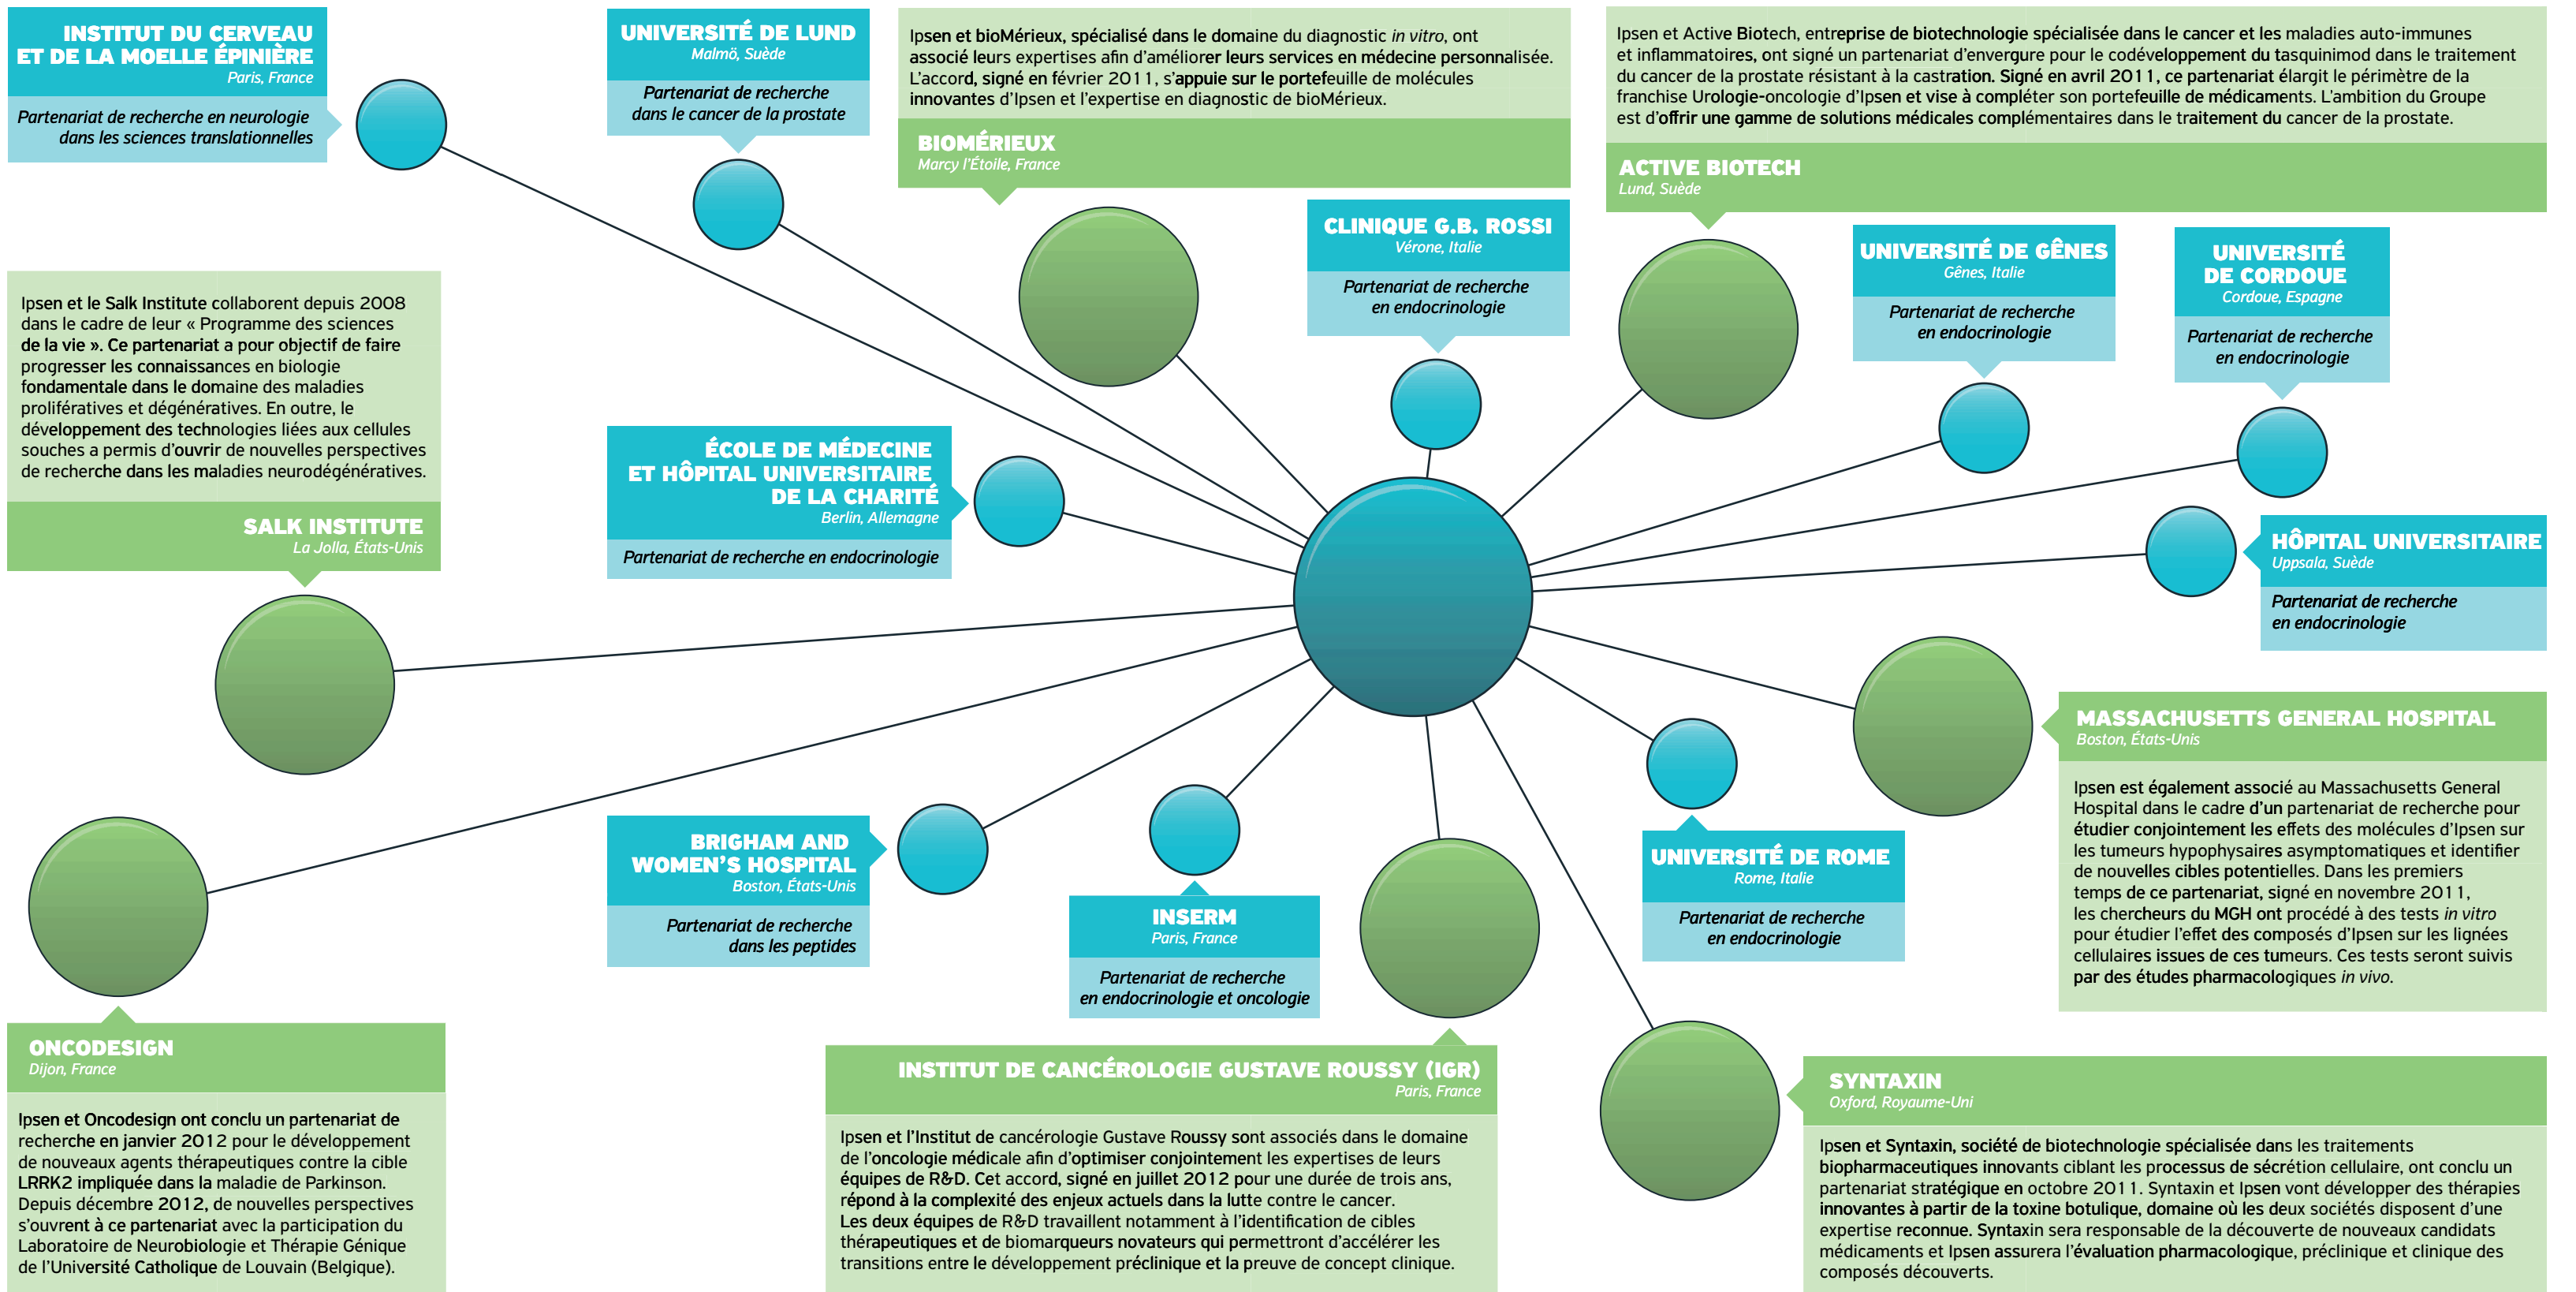 INSTITUT DU CERVEAU
ET DE LA MOELLE ÉPINIÈRE
Paris, France
Partenariat de recherche en neurologie
dans les sciences translationnelles
UNIVERSITÉ DE LUND
Malmö, Suède
Partenariat de recherche
dans le cancer de la prostate
Ipsen et bioMérieux, spécialisé dans le domaine du diagnostic in vitro, ont
associé leurs expertises afin d'améliorer leurs services en médecine personnalisée.
L'accord, signé en février 2011, s'appuie sur le portefeuille de molécules
innovantes d'Ipsen et l'expertise en diagnostic de bioMérieux.
BIOMÉRIEUX
Marcy l'Étoile, France
Ipsen et Active Biotech, entreprise de biotechnologie spécialisée dans le cancer et les maladies auto-immunes
et inflammatoires, ont signé un partenariat d'envergure pour le codéveloppement du tasquinimod dans le traitement
du cancer de la prostate résistant à la castration. Signé en avril 2011, ce partenariat élargit le périmètre de la
franchise Urologie-oncologie d'Ipsen et vise à compléter son portefeuille de médicaments. L'ambition du Groupe
est d'offrir une gamme de solutions médicales complémentaires dans le traitement du cancer de la prostate.
ACTIVE BIOTECH
Lund, Suède
CLINIQUE G.B. ROSSI
Vérone, Italie
Partenariat de recherche
en endocrinologie
UNIVERSITÉ DE GÊNES
Gênes, Italie
Partenariat de recherche
en endocrinologie
UNIVERSITÉ
DE CORDOUE
Cordoue, Espagne
Partenariat de recherche
en endocrinologie
Ipsen et le Salk Institute collaborent depuis 2008
dans le cadre de leur « Programme des sciences
de la vie ». Ce partenariat a pour objectif de faire
progresser les connaissances en biologie
fondamentale dans le domaine des maladies
prolifératives et dégénératives. En outre, le
développement des technologies liées aux cellules
souches a permis d'ouvrir de nouvelles perspectives
de recherche dans les maladies neurodégénératives.
SALK INSTITUTE
La Jolla, États-Unis
ÉCOLE DE MÉDECINE
ET HÔPITAL UNIVERSITAIRE
DE LA CHARITÉ
Berlin, Allemagne
Partenariat de recherche en endocrinologie
HÔPITAL UNIVERSITAIRE
Uppsala, Suède
Partenariat de recherche
en endocrinologie
MASSACHUSETTS GENERAL HOSPITAL
Boston, États-Unis
Ipsen est également associé au Massachusetts General
Hospital dans le cadre d'un partenariat de recherche pour
étudier conjointement les effets des molécules d'Ipsen sur
les tumeurs hypophysaires asymptomatiques et identifier
de nouvelles cibles potentielles. Dans les premiers
temps de ce partenariat, signé en novembre 2011,
les chercheurs du MGH ont procédé à des tests in vitro
pour étudier l'effet des composés d'Ipsen sur les lignées
cellulaires issues de ces tumeurs. Ces tests seront suivis
par des études pharmacologiques in vivo.
BRIGHAM AND
WOMEN'S HOSPITAL
Boston, États-Unis
Partenariat de recherche
dans les peptides
INSERM
Paris, France
Partenariat de recherche
en endocrinologie et oncologie
UNIVERSITÉ DE ROME
Rome, Italie
Partenariat de recherche
en endocrinologie
ONCODESIGN
Dijon, France
Ipsen et Oncodesign ont conclu un partenariat de
recherche en janvier 2012 pour le développement
de nouveaux agents thérapeutiques contre la cible
LRRK2 impliquée dans la maladie de Parkinson.
Depuis décembre 2012, de nouvelles perspectives
s'ouvrent à ce partenariat avec la participation du
Laboratoire de Neurobiologie et Thérapie Génique
de l'Université Catholique de Louvain (Belgique).
INSTITUT DE CANCÉROLOGIE GUSTAVE ROUSSY (IGR)
Paris, France
Ipsen et l'Institut de cancérologie Gustave Roussy sont associés dans le domaine
de l'oncologie médicale afin d'optimiser conjointement les expertises de leurs
équipes de R&D. Cet accord, signé en juillet 2012 pour une durée de trois ans,
répond à la complexité des enjeux actuels dans la lutte contre le cancer.
Les deux équipes de R&D travaillent notamment à l'identification de cibles
thérapeutiques et de biomarqueurs novateurs qui permettront d'accélérer les
transitions entre le développement préclinique et la preuve de concept clinique.
SYNTAXIN
Oxford, Royaume-Uni
Ipsen et Syntaxin, société de biotechnologie spécialisée dans les traitements
biopharmaceutiques innovants ciblant les processus de sécrétion cellulaire, ont conclu un
partenariat stratégique en octobre 2011. Syntaxin et Ipsen vont développer des thérapies
innovantes à partir de la toxine botulique, domaine où les deux sociétés disposent d'une
expertise reconnue. Syntaxin sera responsable de la découverte de nouveaux candidats
médicaments et Ipsen assurera l'évaluation pharmacologique, préclinique et clinique des
composés découverts.